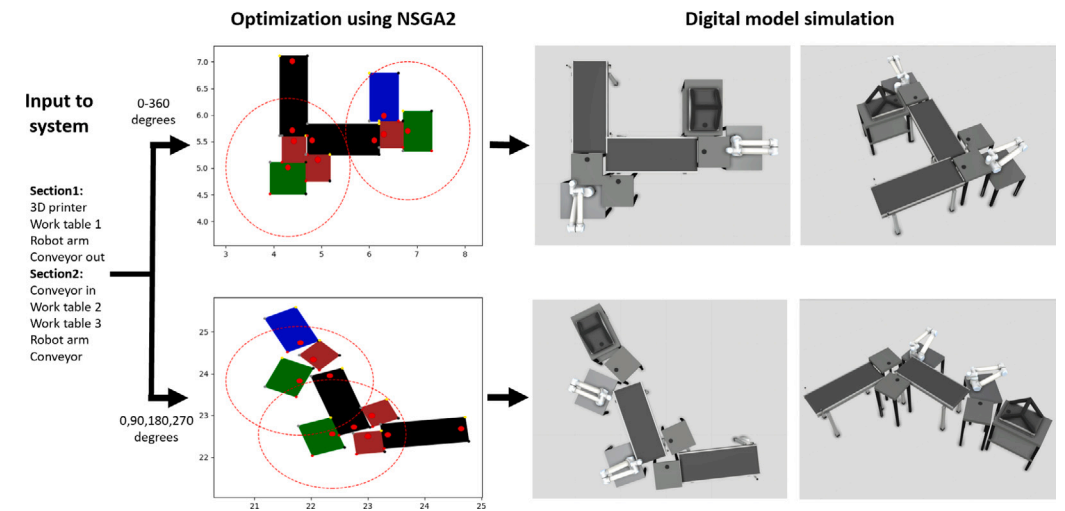 Optimization using NSGA2
Digital model simulation
Input to
system
0-360
degrees
Section1:
3D printer
Work table 1
Robot arm
Conveyor out
Section2:
Conveyor in
Work table 2
Work table 3
Robot arm
Conveyor
0,90,180,270
degrees
7.0
6.5
6.0
5.5
5.0
4.5
4.0
3
4
5
6
7
8
25
24
23
22
21
22
23
24
25